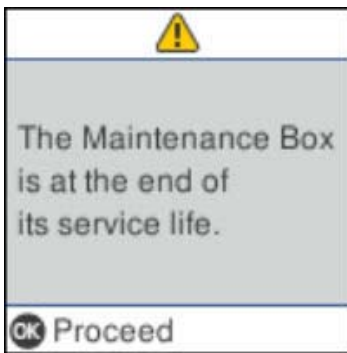 The Maintenance Box
is at the end of
its service life.
OK Proceed